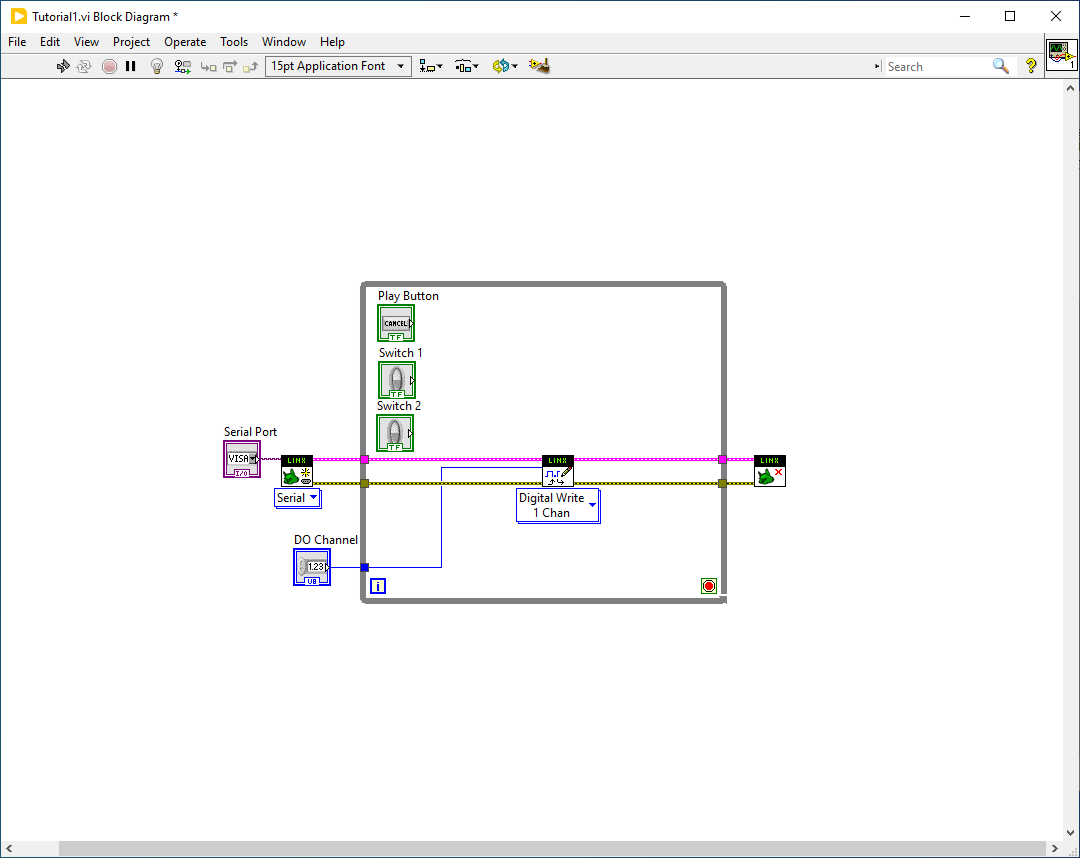 Tutorial1.vi Block Diagram *
File Edit View Project Operate Tools Window Help
15pt Application Font
Search
?
1
Play Button
CANCEL
TF
Switch 1
TF
Switch 2
TF
Serial Port
VISA
I/O
LINX
Serial
LINX
Digital Write
1 Chan
LINX
DO Channel
1.23
U8
i